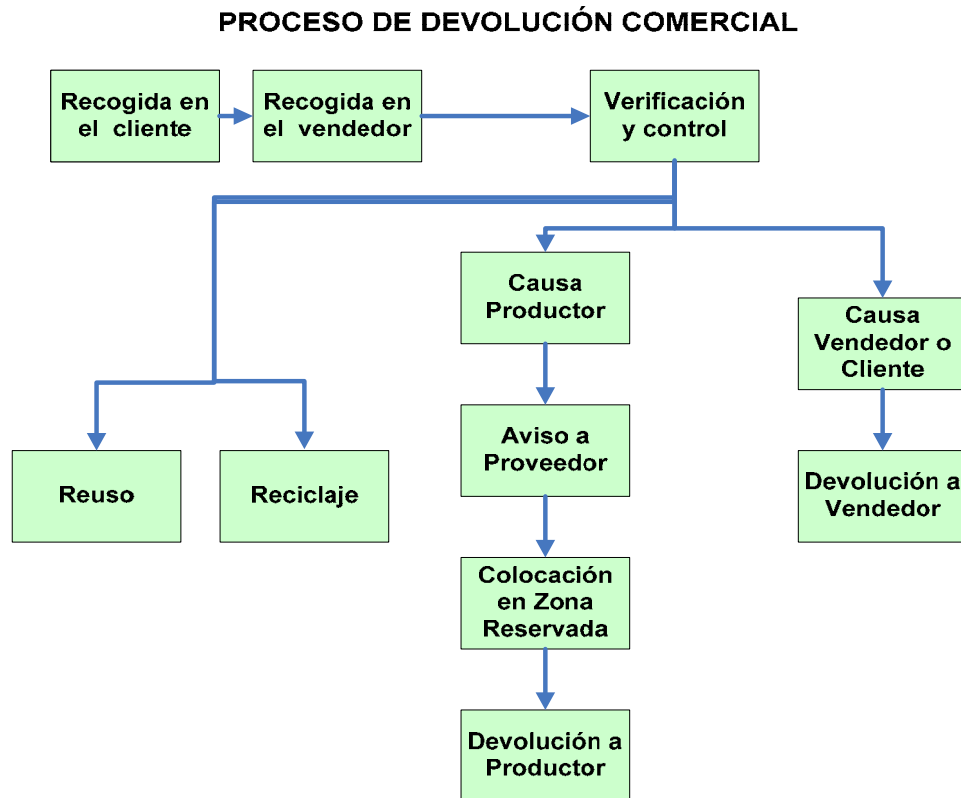 PROCESO DE DEVOLUCIÓN COMERCIAL
Recogida en
el cliente
Recogida en
el vendedor
Verificación
y control
Causa
Productor
Causa
Vendedor o
Cliente
Aviso a
Proveedor
Reuso
Reciclaje
Devolución a
Vendedor
Colocación
en Zona
Reservada
Devolución a
Productor